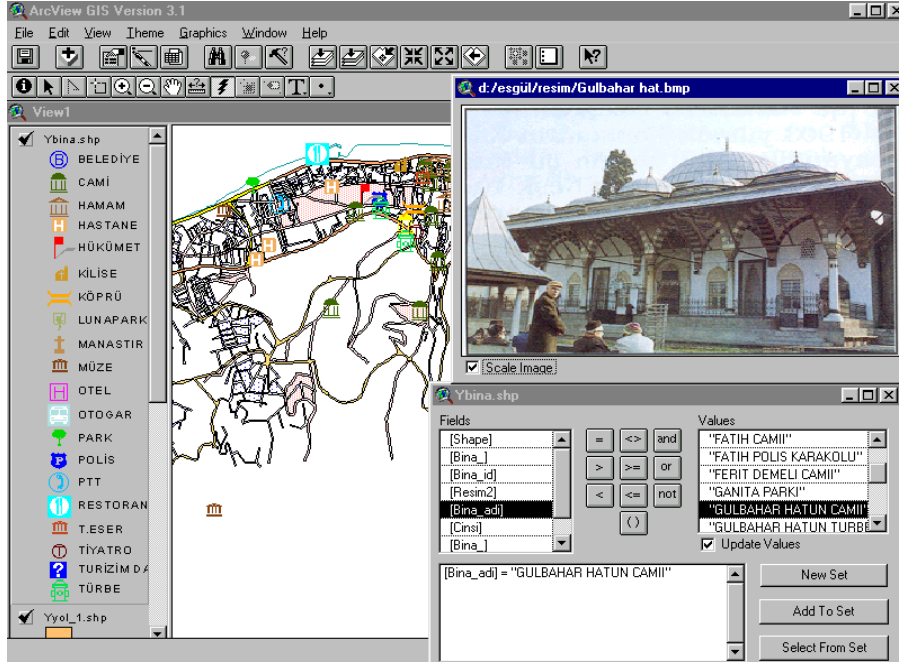 ArcView GIS Version 3.1
File Edit View Theme Graphics Window Help
View1
Ybina.shp
BELEDİYE
CAMİ
HAMAM
HASTANE
HÜKÜMET
KİLİSE
KÖPRÜ
LUNAPARK
MANASTIR
MÜZE
OTEL
OTOGAR
PARK
POLİS
PTT
RESTORAN
T.ESER
TİYATRO
TURİZİM DA
TÜRBE
Yyol_1.shp
d:/esgül/resim/Gulbahar hat.bmp
Scale Image
Ybina.shp
Fields
[Shape]
[Bina_]
[Bina_id]
[Resim2]
[Bina_adi]
[Cinsi]
[Bina_]
= <> and
> >= or
< <= not
( )
Values
"FATIH CAMII"
"FATIH POLIS KARAKOLU"
"FERIT DEMELI CAMII"
"GANITA PARKI"
"GULBAHAR HATUN CAMII"
"GULBAHAR HATUN TURBE
Update Values
[Bina_adi] = "GULBAHAR HATUN CAMII"
New Set
Add To Set
Select From Set